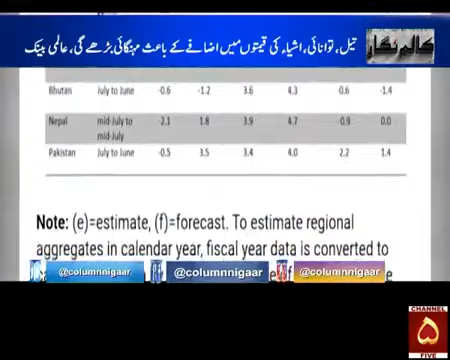 تیل، توانائی، اشیاء کی قیمتوں میں اضافے کے باعث مہنگائی بڑھے گی، عالمی بینک
کالم نگار
Bhutan July to June -0.6 -1.2 3.6 4.3 0.6 -1.4
Nepal mid-July to mid-July -2.1 1.8 3.9 4.7 -0.9 0.0
Pakistan July to June -0.5 3.5 3.4 4.0 2.2 1.4
Note: (e)=estimate, (f)=forecast. To estimate regional
aggregates in calendar year, fiscal year data is converted to
@columnnigaar @columnnigaar @columnnigaar
CHANNEL
۵
FIVE